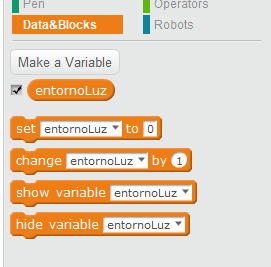 Pen Operators
Data&Blocks Robots
Make a Variable
entornoLuz
set entornoLuz to 0
change entornoLuz by 1
show variable entornoLuz
hide variable entornoLuz